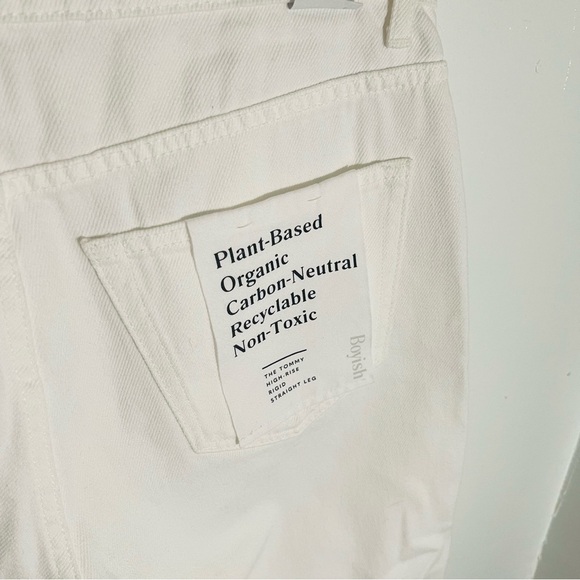 Plant-Based
Organic
Carbon-Neutral
Recyclable
Non-Toxic
THE TOMMY
HIGH-RISE
RIGID
STRAIGHT LEG
Boyish